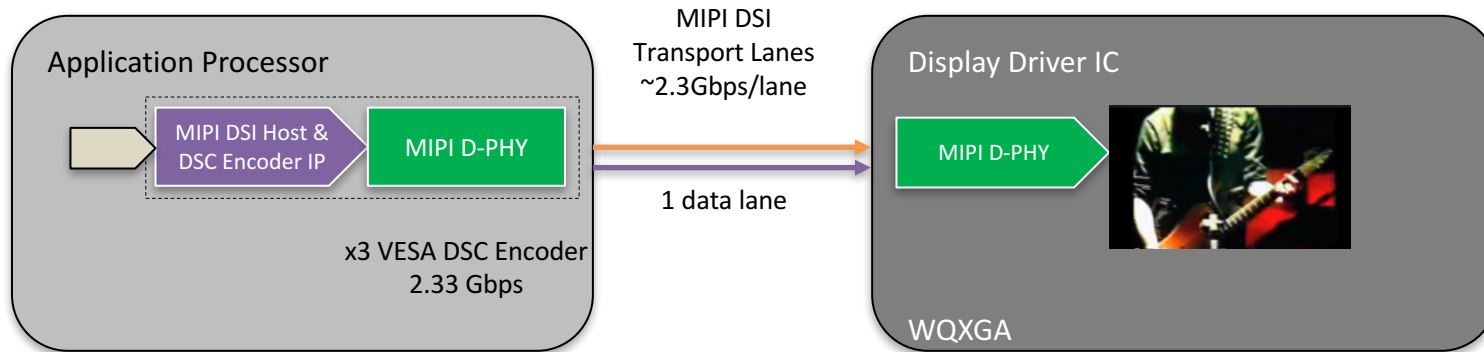 MIPI DSI
Transport Lanes
~2.3Gbps/lane
Application Processor
MIPI DSI Host &
DSC Encoder IP
MIPI D-PHY
1 data lane
x3 VESA DSC Encoder
2.33 Gbps
Display Driver IC
MIPI D-PHY
WQXGA